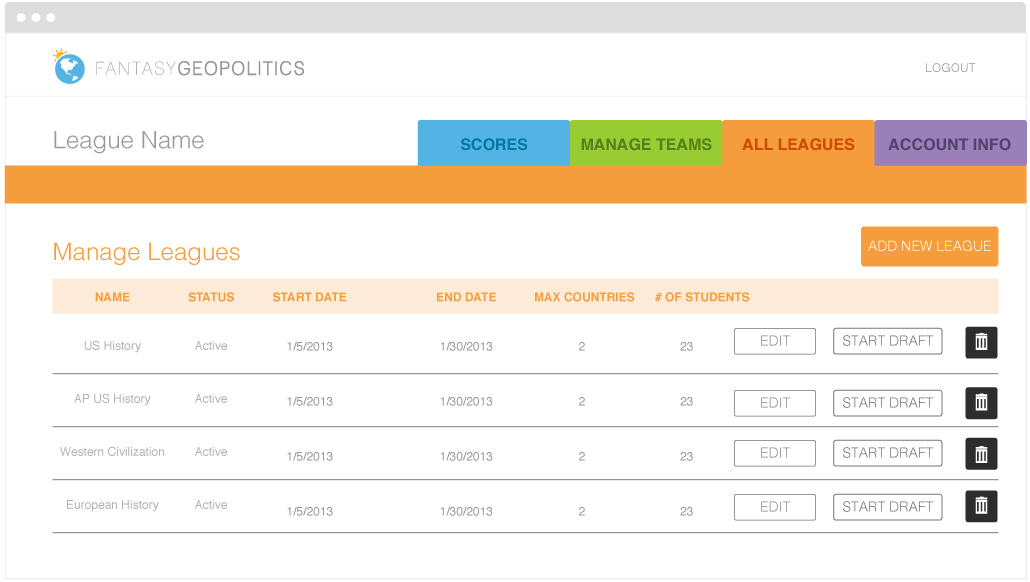 FANTASYGEOPOLITICS
LOGOUT
League Name
SCORES MANAGE TEAMS ALL LEAGUES ACCOUNT INFO
Manage Leagues
ADD NEW LEAGUE
NAME STATUS START DATE END DATE MAX COUNTRIES # OF STUDENTS
US History Active 1/5/2013 1/30/2013 2 23 EDIT START DRAFT
AP US History Active 1/5/2013 1/30/2013 2 23 EDIT START DRAFT
Western Civilization Active 1/5/2013 1/30/2013 2 23 EDIT START DRAFT
European History Active 1/5/2013 1/30/2013 2 23 EDIT START DRAFT